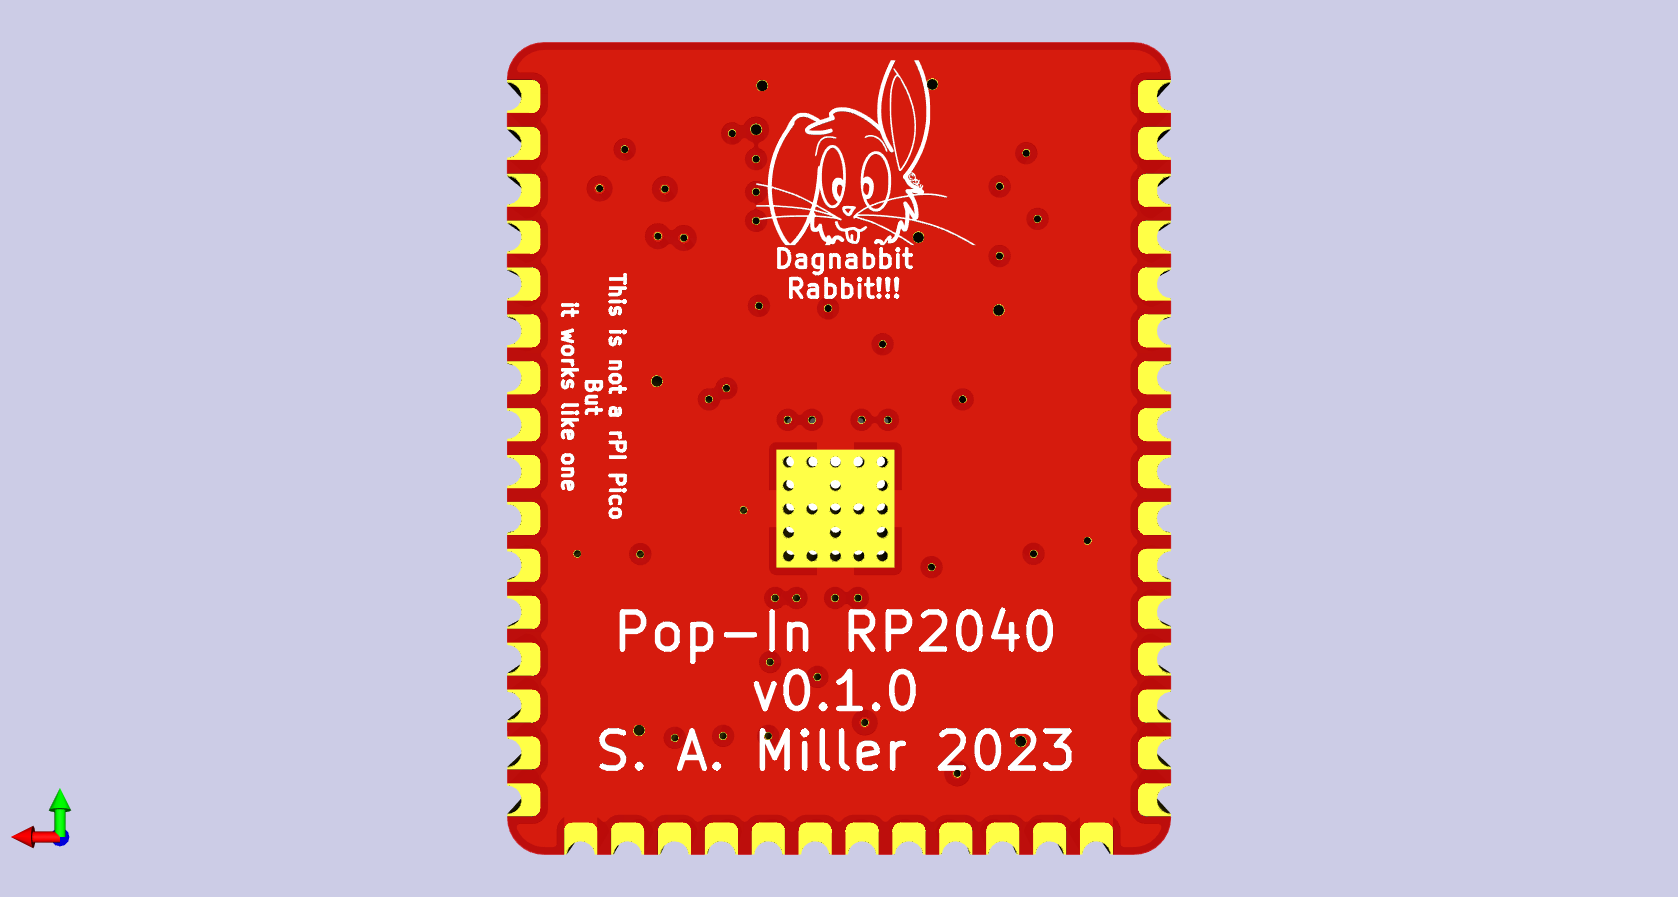 Dagnabbit
Rabbit!!!
This is not a rPI Pico
But
it works like one
Pop-In RP2040
v0.1.0
S. A. Miller 2023